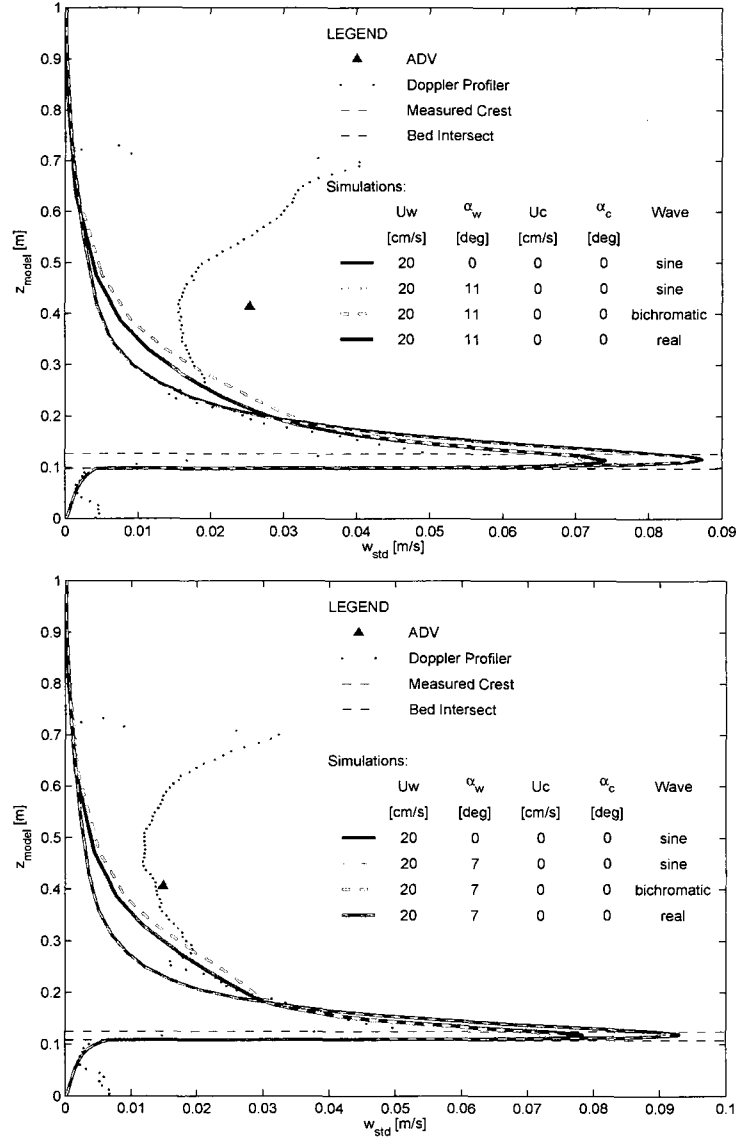 1
0.9
0.8
0.7
0.6
0.5
0.4
0.3
0.2
0.1
0
z_model [m]
LEGEND
ADV
Doppler Profiler
Measured Crest
Bed Intersect
Simulations:
Uw α_w Uc α_c Wave
[cm/s] [deg] [cm/s] [deg]
20 0 0 0 sine
20 11 0 0 sine
20 11 0 0 bichromatic
20 11 0 0 real
0 0.01 0.02 0.03 0.04 0.05 0.06 0.07 0.08 0.09
w_std [m/s]
1
0.9
0.8
0.7
0.6
0.5
0.4
0.3
0.2
0.1
0
z_model [m]
LEGEND
ADV
Doppler Profiler
Measured Crest
Bed Intersect
Simulations:
Uw α_w Uc α_c Wave
[cm/s] [deg] [cm/s] [deg]
20 0 0 0 sine
20 7 0 0 sine
20 7 0 0 bichromatic
20 7 0 0 real
0 0.01 0.02 0.03 0.04 0.05 0.06 0.07 0.08 0.09 0.1
w_std [m/s]